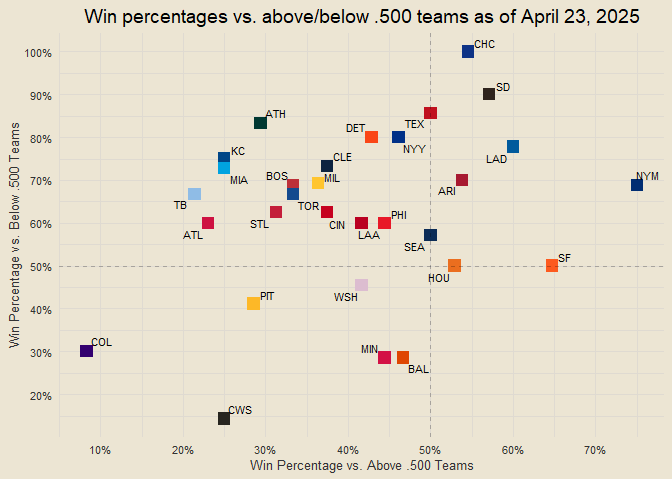 Win percentages vs. above/below .500 teams as of April 23, 2025
100%
90%
80%
70%
60%
50%
40%
30%
20%
Win Percentage vs. Below .500 Teams
CHC
SD
ATH
TEX
DET
NYY
KC
CLE
LAD
MIA
BOS
MIL
ARI
NYM
TB
TOR
STL
CIN
ATL
LAA
PHI
SEA
HOU
SF
WSH
PIT
COL
MIN
BAL
CWS
10%
20%
30%
40%
50%
60%
70%
Win Percentage vs. Above .500 Teams